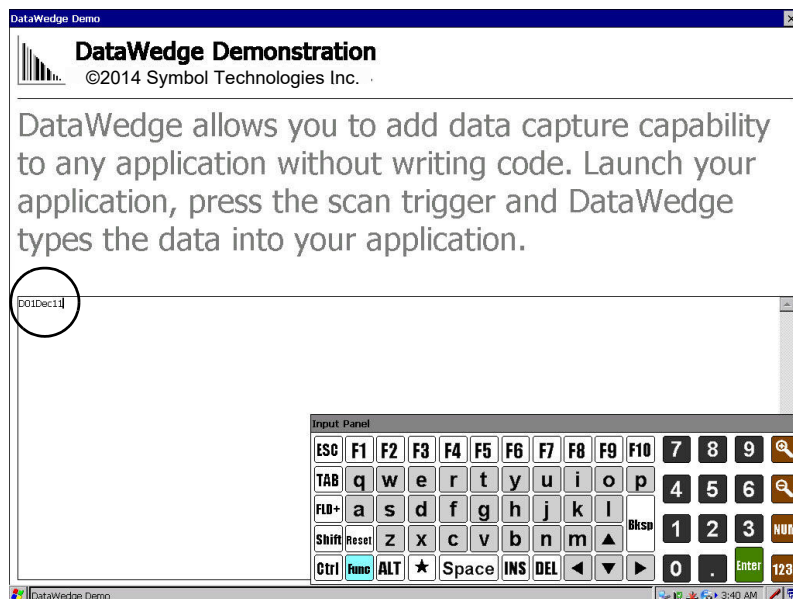 DataWedge Demo
DataWedge Demonstration
©2014 Symbol Technologies Inc.
DataWedge allows you to add data capture capability
to any application without writing code. Launch your
application, press the scan trigger and DataWedge
types the data into your application.
D01Dec11
Input Panel
ESC F1 F2 F3 F4 F5 F6 F7 F8 F9 F10 7 8 9
TAB q w e r t y u i o p 4 5 6
FLD+ a s d f g h j k l Bksp 1 2 3 NUM
Shift Reset z x c v b n m
Ctrl Func ALT Space INS DEL 0 . Enter 123
DataWedge Demo 3:40 AM